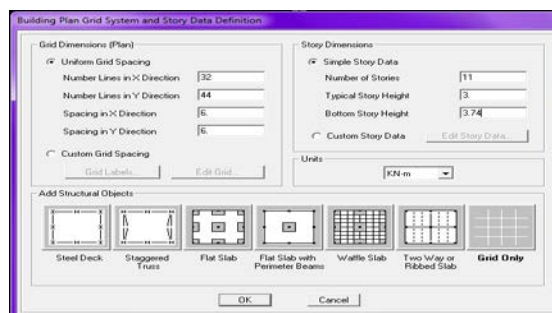 Building Plan Grid System and Story Data Definition
Grid Dimensions (Plan)
Uniform Grid Spacing
Number Lines in X Direction 32
Number Lines in Y Direction 44
Spacing in X Direction 6.
Spacing in Y Direction 6.
Custom Grid Spacing
Grid Labels... Edit Grid...
Story Dimensions
Simple Story Data
Number of Stories 11
Typical Story Height 3.
Bottom Story Height 3.74
Custom Story Data Edit Story Data...
Units
KN-m
Add Structural Objects
Steel Deck
Staggered Truss
Flat Slab
Flat Slab with Perimeter Beams
Waffle Slab
Two Way or Ribbed Slab
Grid Only
OK Cancel